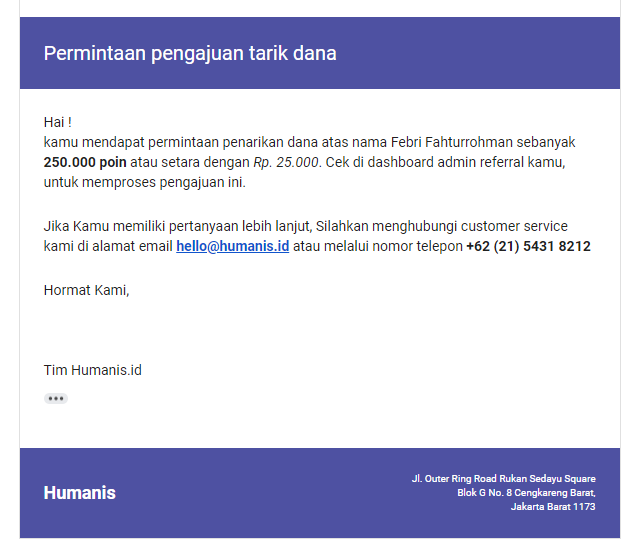 Permintaan pengajuan tarik dana
Hai !
kamu mendapat permintaan penarikan dana atas nama Febri Fahturrohman sebanyak
250.000 poin atau setara dengan Rp. 25.000. Cek di dashboard admin referral kamu,
untuk memproses pengajuan ini.
Jika Kamu memiliki pertanyaan lebih lanjut, Silahkan menghubungi customer service
kami di alamat email hello@humanis.id atau melalui nomor telepon +62 (21) 5431 8212
Hormat Kami,
Tim Humanis.id
Humanis
Jl. Outer Ring Road Rukan Sedayu Square
Blok G No. 8 Cengkareng Barat,
Jakarta Barat 1173